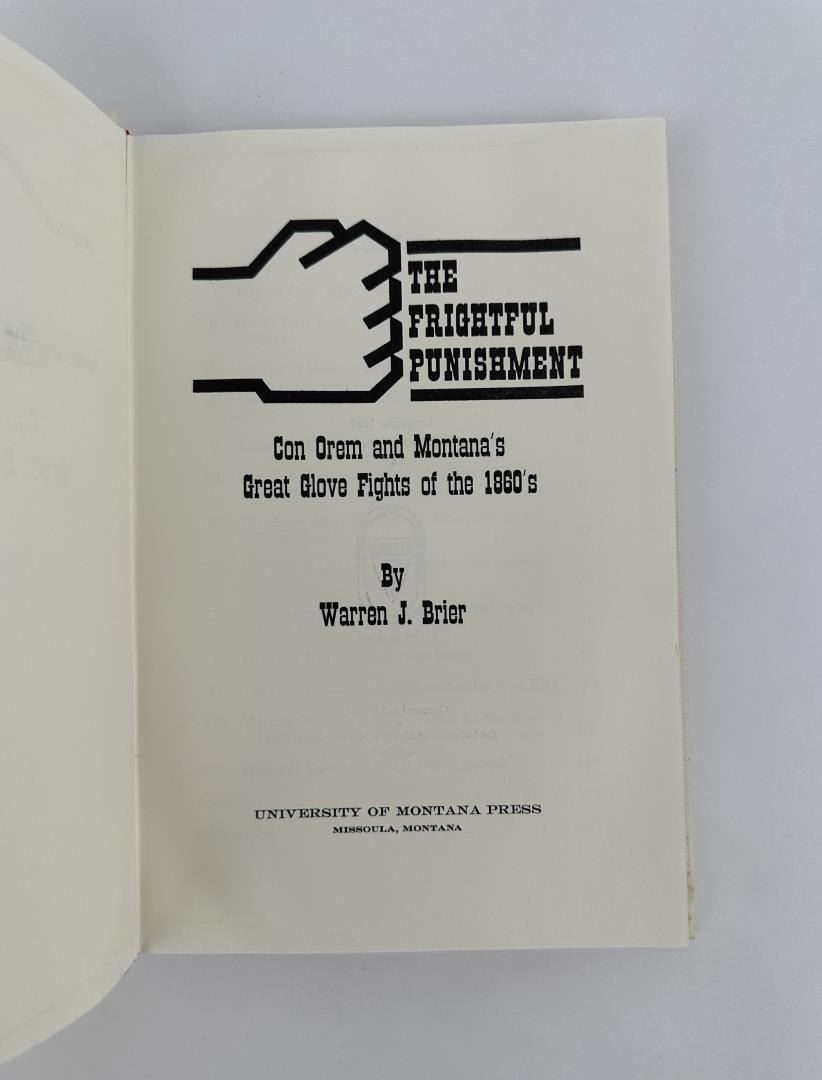 THE
FRIGHTFUL
PUNISHMENT
Con Orem and Montana's
Great Glove Fights of the 1860's
By
Warren J. Brier
UNIVERSITY OF MONTANA PRESS
MISSOULA, MONTANA